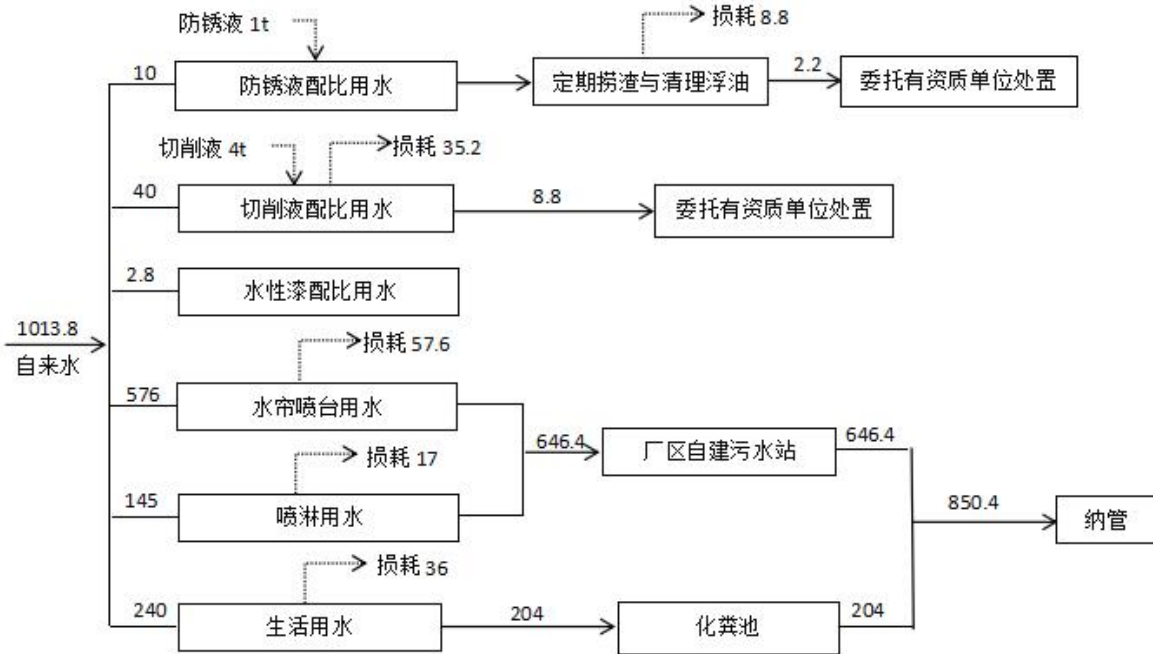 防锈液 1t
损耗 8.8
10
防锈液配比用水
定期捞渣与清理浮油
2.2
委托有资质单位处置
切削液 4t
损耗 35.2
40
切削液配比用水
8.8
委托有资质单位处置
2.8
水性漆配比用水
1013.8
自来水
损耗 57.6
576
水帘喷台用水
646.4
厂区自建污水站
646.4
损耗 17
145
喷淋用水
850.4
纳管
损耗 36
240
生活用水
204
化粪池
204